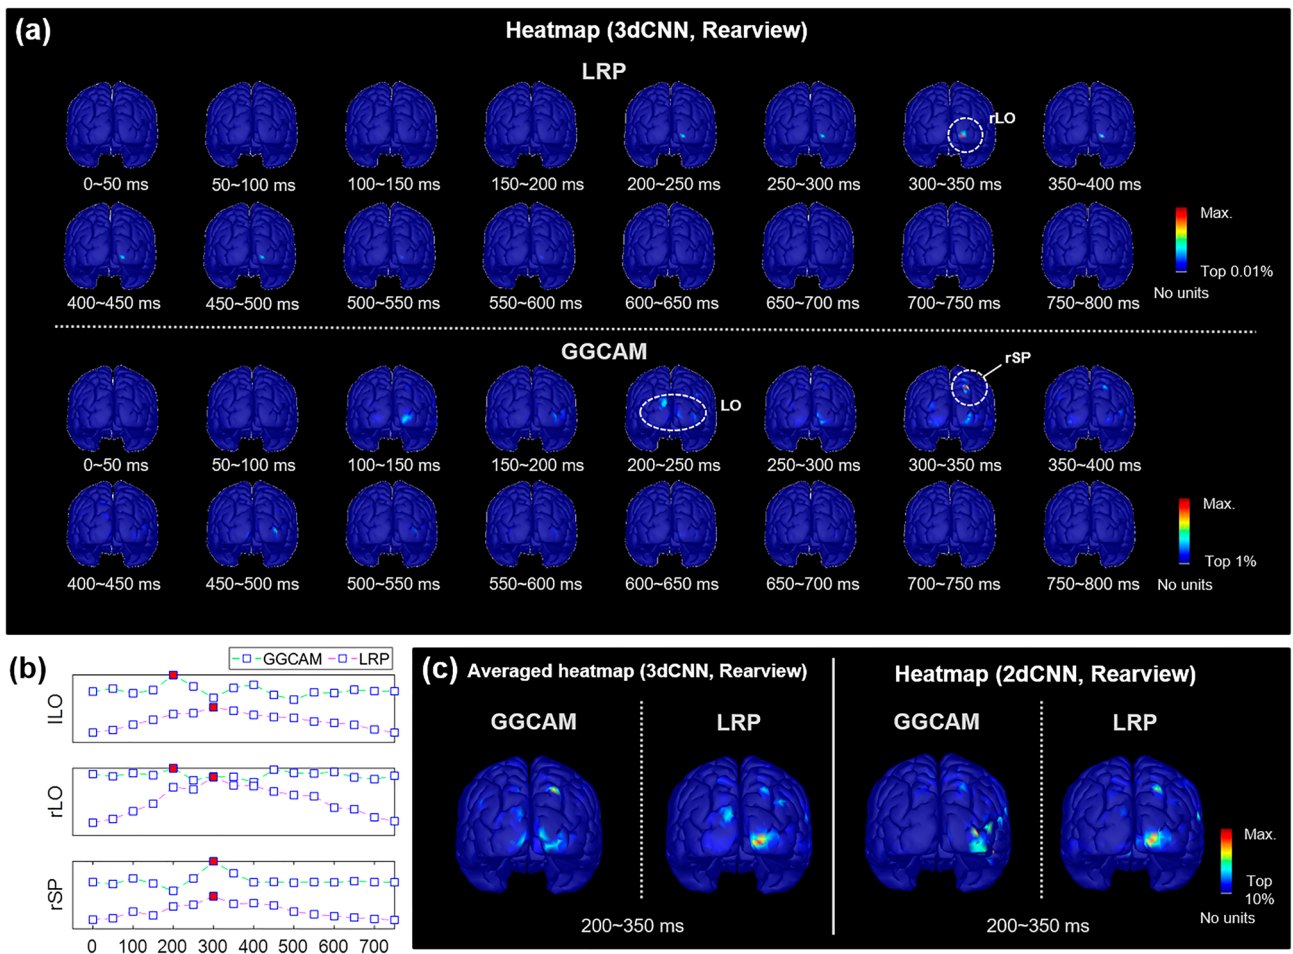 (a)
Heatmap (3dCNN, Rearview)
LRP
rLO
0~50 ms 50~100 ms 100~150 ms 150~200 ms 200~250 ms 250~300 ms 300~350 ms 350~400 ms
Max.
Top 0.01%
No units
400~450 ms 450~500 ms 500~550 ms 550~600 ms 600~650 ms 650~700 ms 700~750 ms 750~800 ms
GGCAM
rSP
LO
0~50 ms 50~100 ms 100~150 ms 150~200 ms 200~250 ms 250~300 ms 300~350 ms 350~400 ms
Max.
Top 1%
No units
400~450 ms 450~500 ms 500~550 ms 550~600 ms 600~650 ms 650~700 ms 700~750 ms 750~800 ms
(b)
GGCAM LRP
lLO
rLO
rSP
0 100 200 300 400 500 600 700
(c)
Averaged heatmap (3dCNN, Rearview)
GGCAM LRP
200~350 ms
Heatmap (2dCNN, Rearview)
GGCAM LRP
200~350 ms
Max.
Top
10%
No units